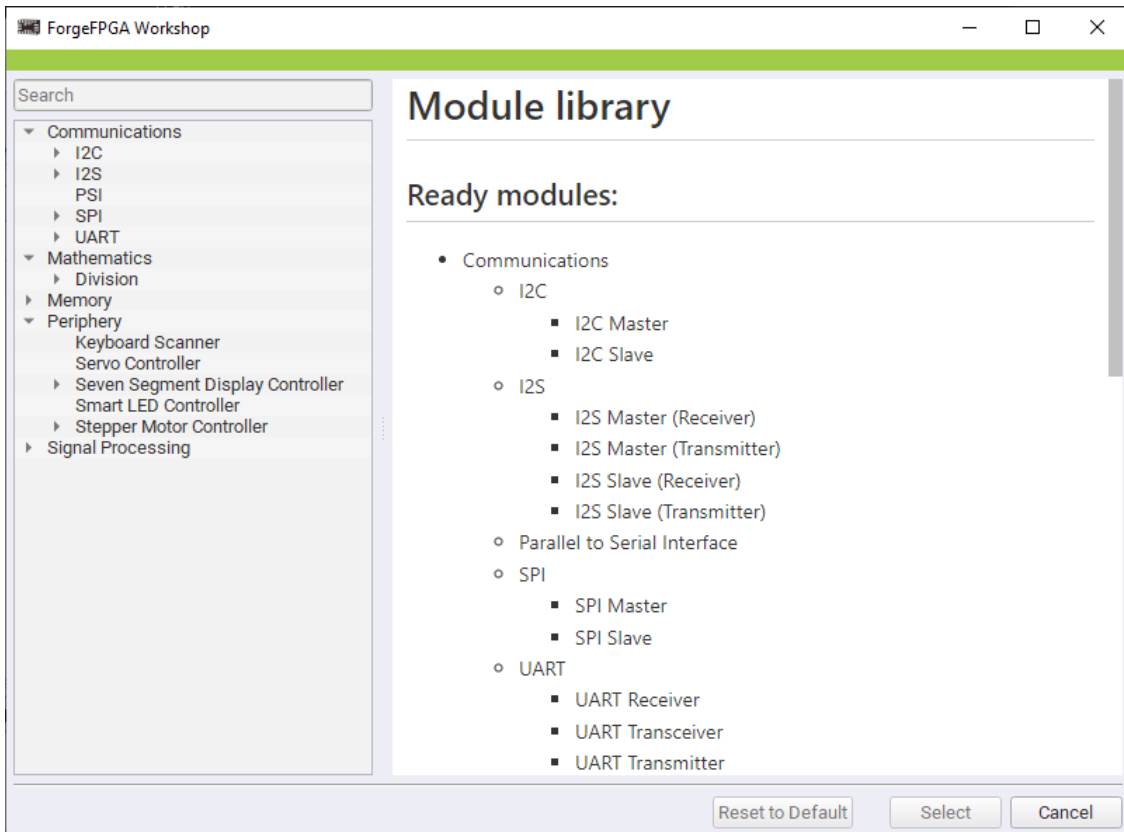 ForgeFPGA Workshop
Search
Communications
I2C
I2S
PSI
SPI
UART
Mathematics
Division
Memory
Periphery
Keyboard Scanner
Servo Controller
Seven Segment Display Controller
Smart LED Controller
Stepper Motor Controller
Signal Processing
Module library
Ready modules:
Communications
I2C
I2C Master
I2C Slave
I2S
I2S Master (Receiver)
I2S Master (Transmitter)
I2S Slave (Receiver)
I2S Slave (Transmitter)
Parallel to Serial Interface
SPI
SPI Master
SPI Slave
UART
UART Receiver
UART Transceiver
UART Transmitter
Reset to Default
Select
Cancel